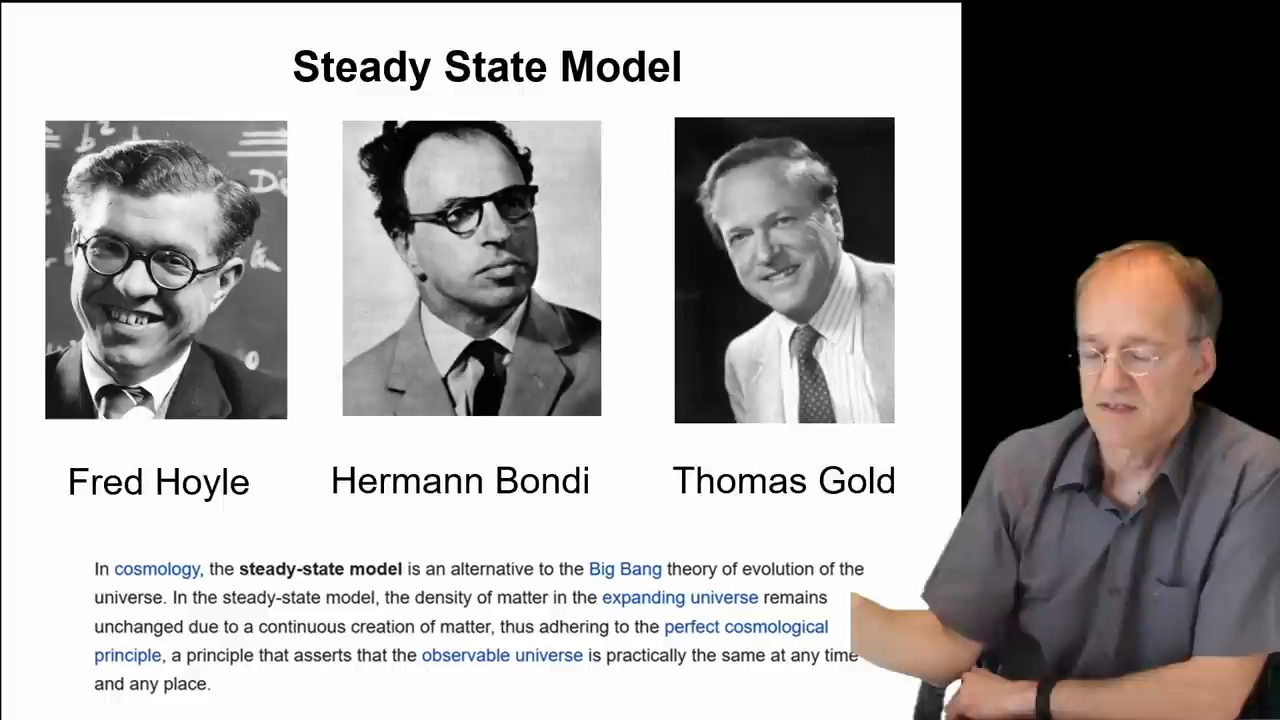 Steady State Model
b²
Di
Fred Hoyle
Hermann Bondi
Thomas Gold
In cosmology, the steady-state model is an alternative to the Big Bang theory of evolution of the
universe. In the steady-state model, the density of matter in the expanding universe remains
unchanged due to a continuous creation of matter, thus adhering to the perfect cosmological
principle, a principle that asserts that the observable universe is practically the same at any time
and any place.